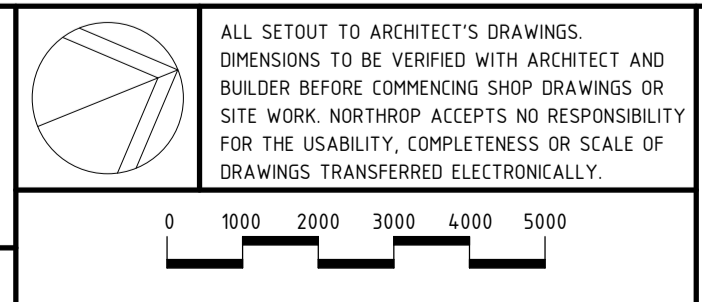 ALL SETOUT TO ARCHITECT'S DRAWINGS.
DIMENSIONS TO BE VERIFIED WITH ARCHITECT AND
BUILDER BEFORE COMMENCING SHOP DRAWINGS OR
SITE WORK. NORTHROP ACCEPTS NO RESPONSIBILITY
FOR THE USABILITY, COMPLETENESS OR SCALE OF
DRAWINGS TRANSFERRED ELECTRONICALLY.
0 1000 2000 3000 4000 5000